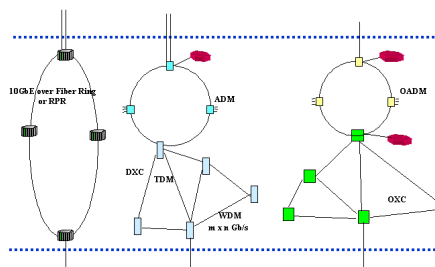 10GbE over Fiber Ring
or RPR
ADM
OADM
DXC
TDM
WDM
m x n Gb/s
OXC